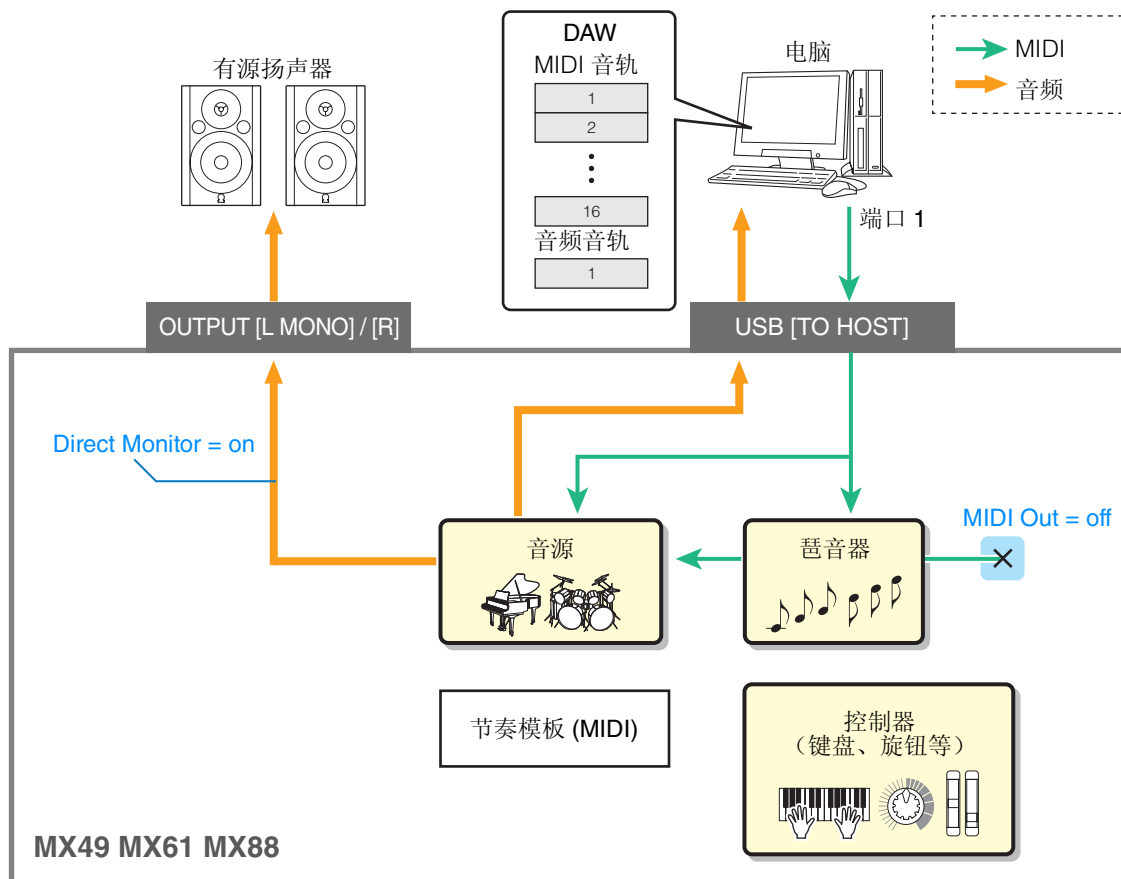 DAW
MIDI 音轨
1
2
16
音频音轨
1
有源扬声器
电脑
MIDI
音频
端口 1
OUTPUT [L MONO] / [R]
USB [TO HOST]
Direct Monitor = on
MIDI Out = off
音源
琶音器
节奏模板 (MIDI)
控制器
（键盘、旋钮等）
MX49 MX61 MX88